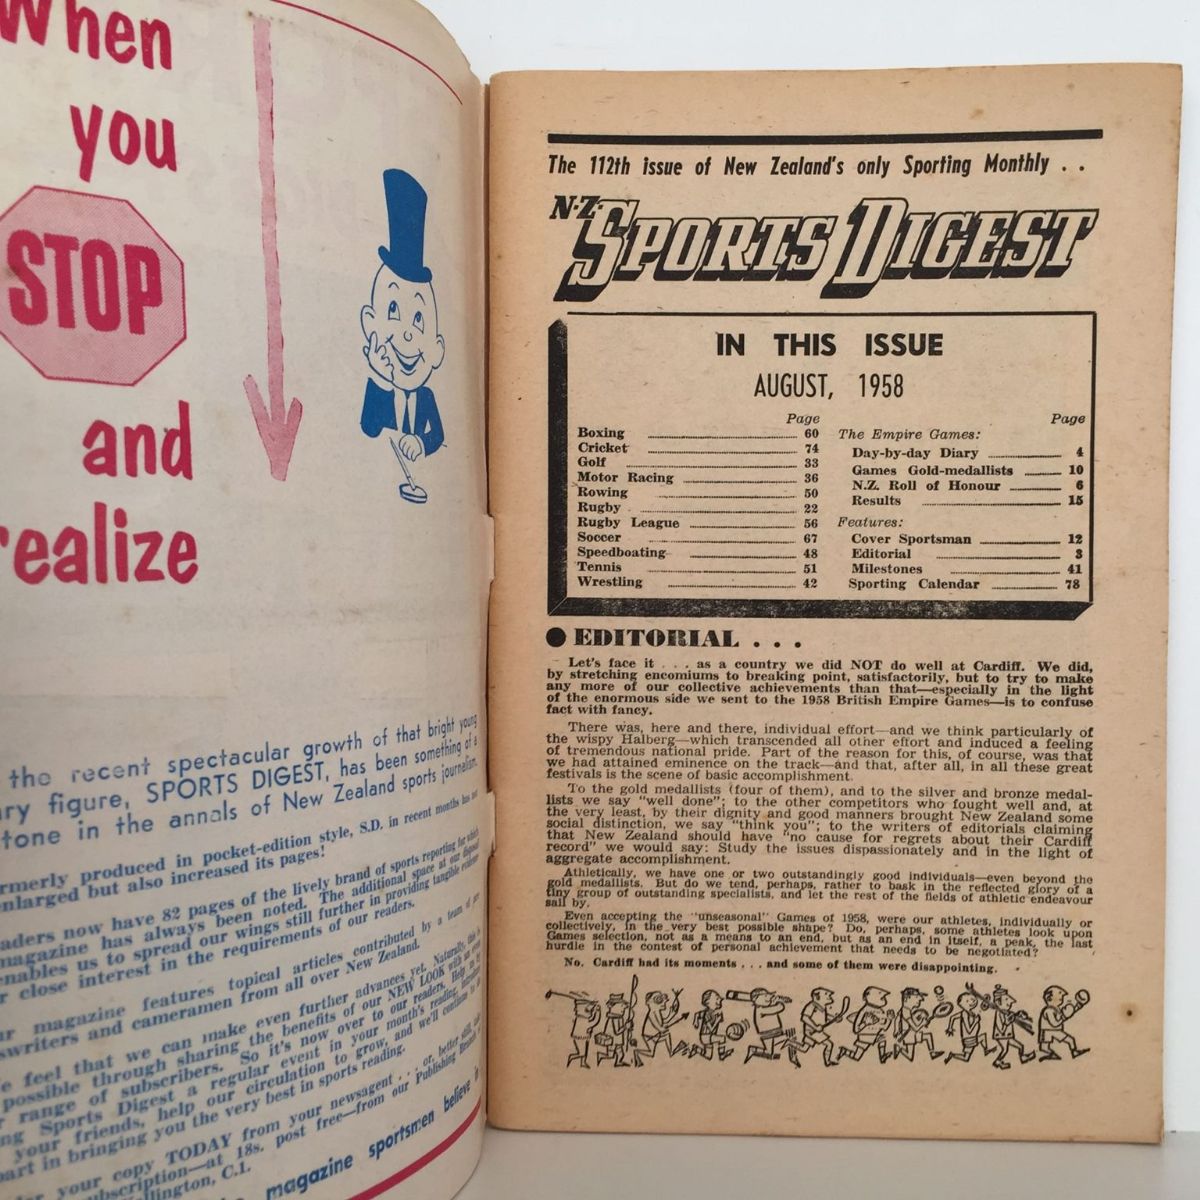 When
you
STOP
and
realize
the recent spectacular growth of that bright young
figure, SPORTS DIGEST, has been something of a
tone in the annals of New Zealand sports journalism.
produced in pocket-edition style, S.D. in recent months has not
but also increased its pages!
now have 82 pages of the lively brand of sports reporting for which
magazine has always been noted. The additional space at our disposal
enables us to spread our wings still further in providing tangible evidence
close interest in the requirements of our readers.
magazine features topical articles contributed by a team of
and cameramen from all over New Zealand.
feel that we can make even further advances yet. Naturally, this is
possible through sharing the benefits of our NEW LOOK with an
range of subscribers. So it's now over to our readers. Help us by
Sports Digest a regular event in your month's reading,
your friends, help our circulation to grow, and we'll continue to
part in bringing you the very best in sports reading.
your copy TODAY from your newsagent . . . or, better still,
subscription—at 18s. post free—from our Publishing
C.1.
magazine sportsmen believe in
The 112th issue of New Zealand's only Sporting Monthly . .
N·Z· SPORTS DIGEST
IN THIS ISSUE
AUGUST, 1958
Page
Boxing 60
Cricket 74
Golf 33
Motor Racing 36
Rowing 50
Rugby 22
Rugby League 56
Soccer 67
Speedboating 48
Tennis 51
Wrestling 42
Page
The Empire Games:
Day-by-day Diary 4
Games Gold-medallists 10
N.Z. Roll of Honour 6
Results 15
Features:
Cover Sportsman 12
Editorial 3
Milestones 41
Sporting Calendar 78
● EDITORIAL . . .
Let's face it . . . as a country we did NOT do well at Cardiff. We did,
by stretching encomiums to breaking point, satisfactorily, but to try to make
any more of our collective achievements than that—especially in the light
of the enormous side we sent to the 1958 British Empire Games—is to confuse
fact with fancy.
There was, here and there, individual effort—and we think particularly of
the wispy Halberg—which transcended all other effort and induced a feeling
of tremendous national pride. Part of the reason for this, of course, was that
we had attained eminence on the track—and that, after all, in all these great
festivals is the scene of basic accomplishment.
To the gold medallists (four of them), and to the silver and bronze medal-
lists we say "well done"; to the other competitors who fought well and, at
the very least, by their dignity and good manners brought New Zealand some
social distinction, we say "think you"; to the writers of editorials claiming
that New Zealand should have "no cause for regrets about their Cardiff
record" we would say: Study the issues dispassionately and in the light of
aggregate accomplishment.
Athletically, we have one or two outstandingly good individuals—even beyond the
gold medallists. But do we tend, perhaps, rather to bask in the reflected glory of a
tiny group of outstanding specialists, and let the rest of the fields of athletic endeavour
sail by.
Even accepting the "unseasonal" Games of 1958, were our athletes, individually or
collectively, in the very best possible shape? Do, perhaps, some athletes look upon
Games selection, not as a means to an end, but as an end in itself, a peak, the last
hurdle in the contest of personal achievement that needs to be negotiated?
No. Cardiff had its moments . . . and some of them were disappointing.